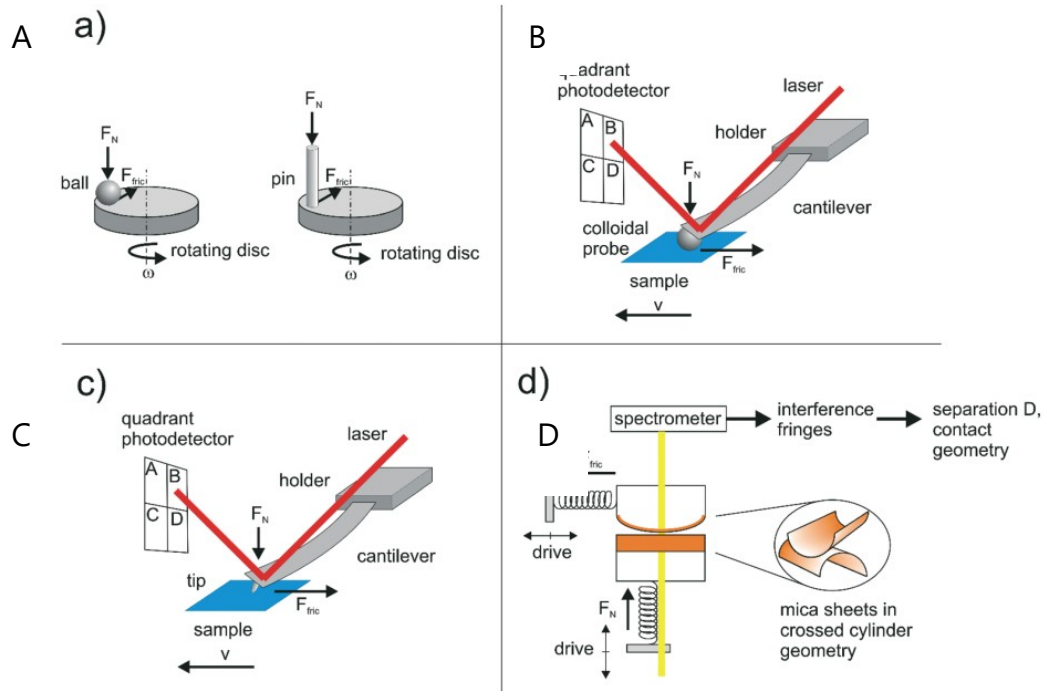 A
a)
F_N
ball
F_fric
rotating disc
ω
F_N
pin
F_fric
rotating disc
ω
B
quadrant
photodetector
laser
A
B
C
D
holder
F_N
cantilever
colloidal
probe
F_fric
sample
v
C
c)
quadrant
photodetector
laser
A
B
C
D
holder
F_N
cantilever
tip
F_fric
sample
v
D
d)
spectrometer
interference
fringes
separation D,
contact
geometry
fric
drive
F_N
drive
mica sheets in
crossed cylinder
geometry